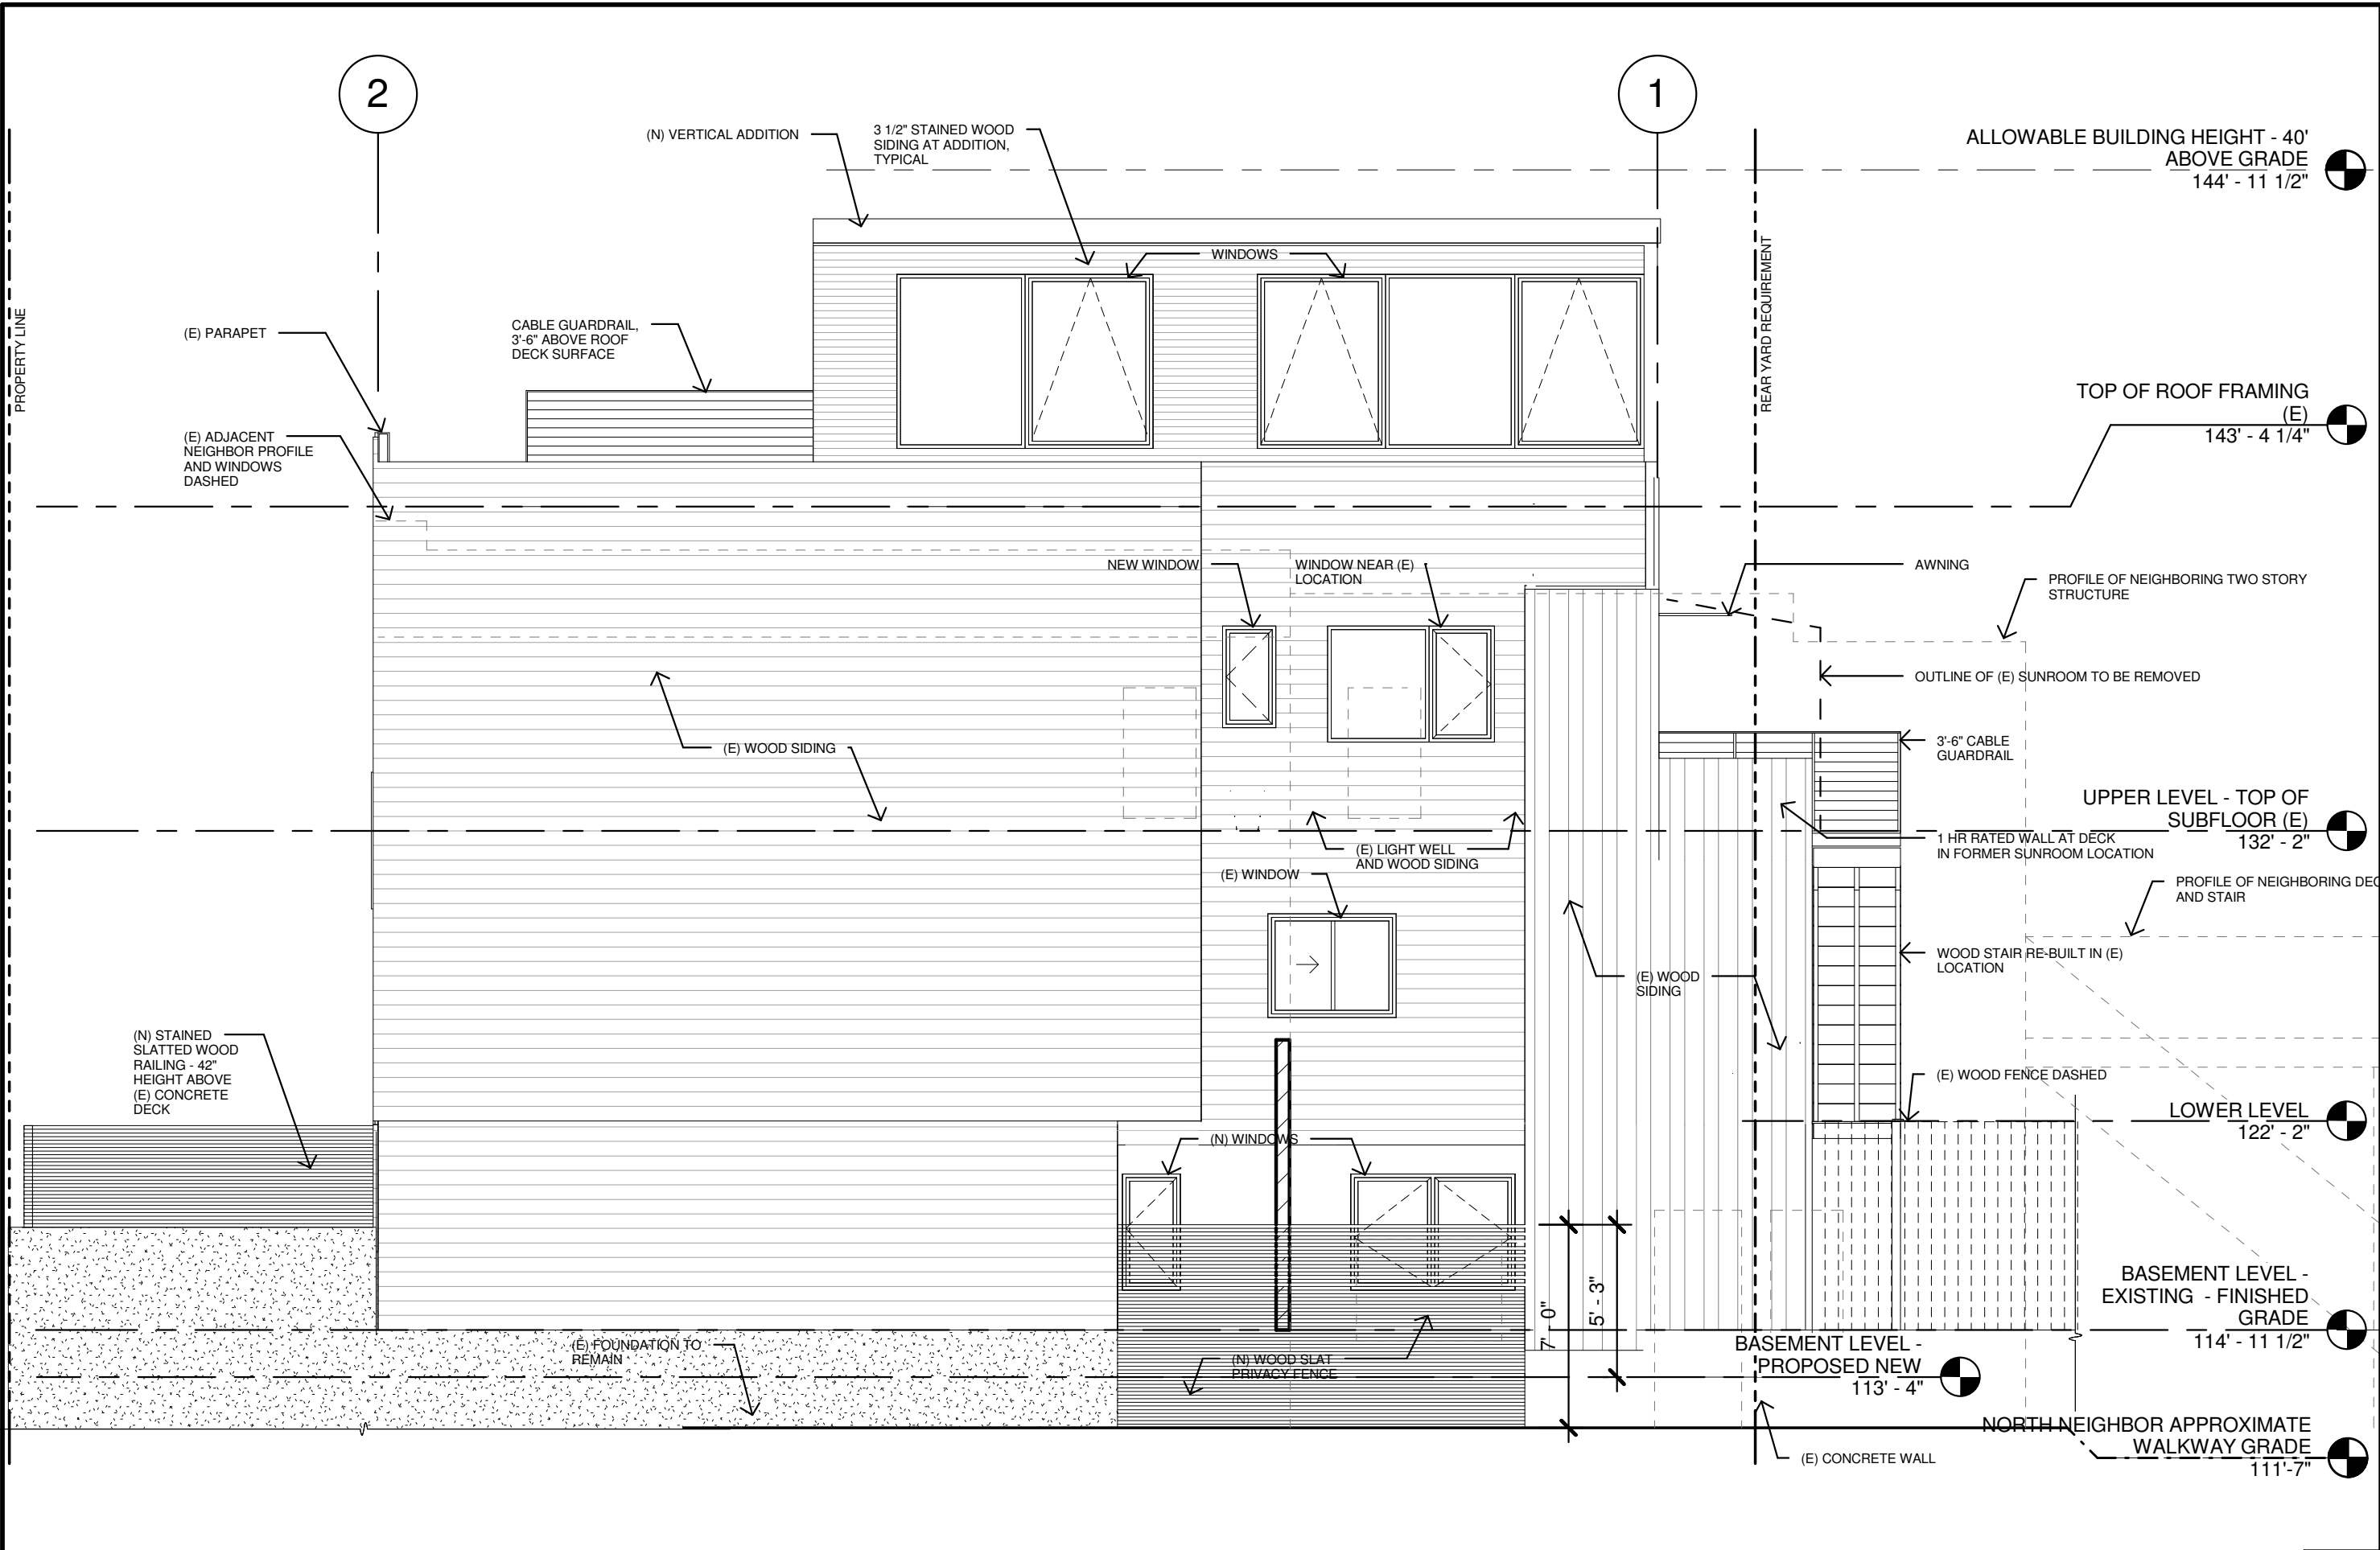 2
1
(N) VERTICAL ADDITION
3 1/2" STAINED WOOD
SIDING AT ADDITION,
TYPICAL
ALLOWABLE BUILDING HEIGHT - 40'
ABOVE GRADE
144' - 11 1/2"
WINDOWS
REAR YARD REQUIREMENT
PROPERTY LINE
(E) PARAPET
CABLE GUARDRAIL,
3'-6" ABOVE ROOF
DECK SURFACE
TOP OF ROOF FRAMING
(E)
143' - 4 1/4"
(E) ADJACENT
NEIGHBOR PROFILE
AND WINDOWS
DASHED
NEW WINDOW
WINDOW NEAR (E)
LOCATION
AWNING
PROFILE OF NEIGHBORING TWO STORY
STRUCTURE
OUTLINE OF (E) SUNROOM TO BE REMOVED
(E) WOOD SIDING
3'-6" CABLE
GUARDRAIL
UPPER LEVEL - TOP OF
SUBFLOOR (E)
132' - 2"
1 HR RATED WALL AT DECK
IN FORMER SUNROOM LOCATION
(E) LIGHT WELL
AND WOOD SIDING
(E) WINDOW
PROFILE OF NEIGHBORING DEC
AND STAIR
WOOD STAIR RE-BUILT IN (E)
LOCATION
(E) WOOD
SIDING
(N) STAINED
SLATTED WOOD
RAILING - 42"
HEIGHT ABOVE
(E) CONCRETE
DECK
(E) WOOD FENCE DASHED
LOWER LEVEL
122' - 2"
(N) WINDOWS
7' - 0"
5' - 3"
BASEMENT LEVEL -
EXISTING - FINISHED
GRADE
114' - 11 1/2"
(E) FOUNDATION TO
REMAIN
(N) WOOD SLAT
PRIVACY FENCE
BASEMENT LEVEL -
PROPOSED NEW
113' - 4"
NORTH NEIGHBOR APPROXIMATE
WALKWAY GRADE
111'-7"
(E) CONCRETE WALL